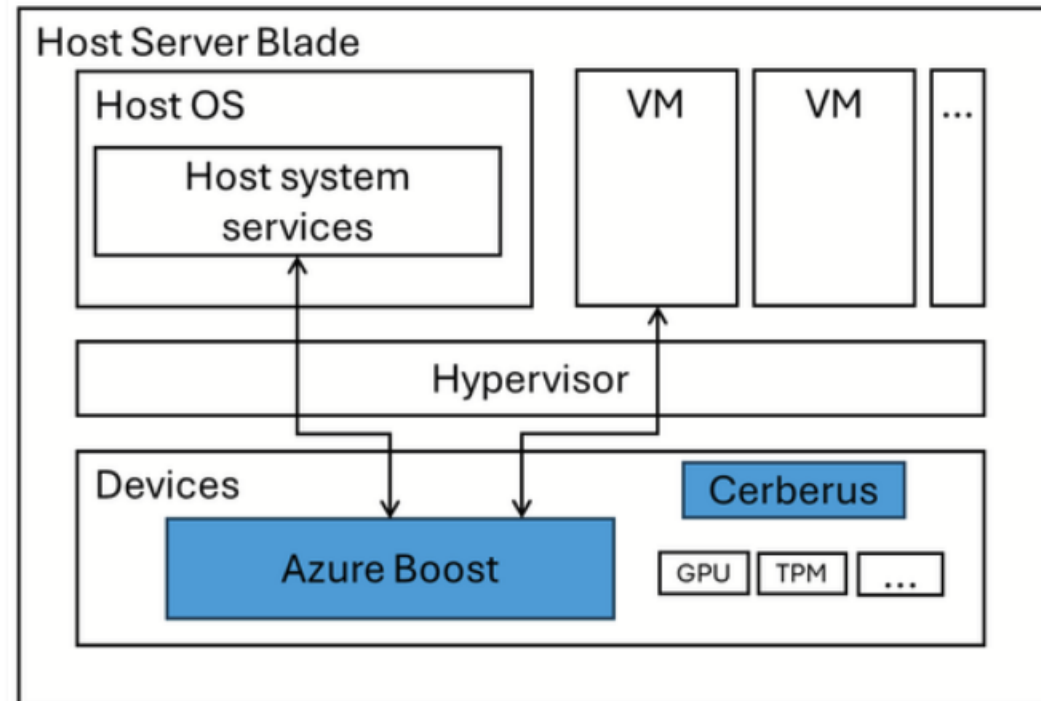 Host Server Blade
Host OS
Host system
services
VM
VM
...
Hypervisor
Devices
Azure Boost
Cerberus
GPU
TPM
...